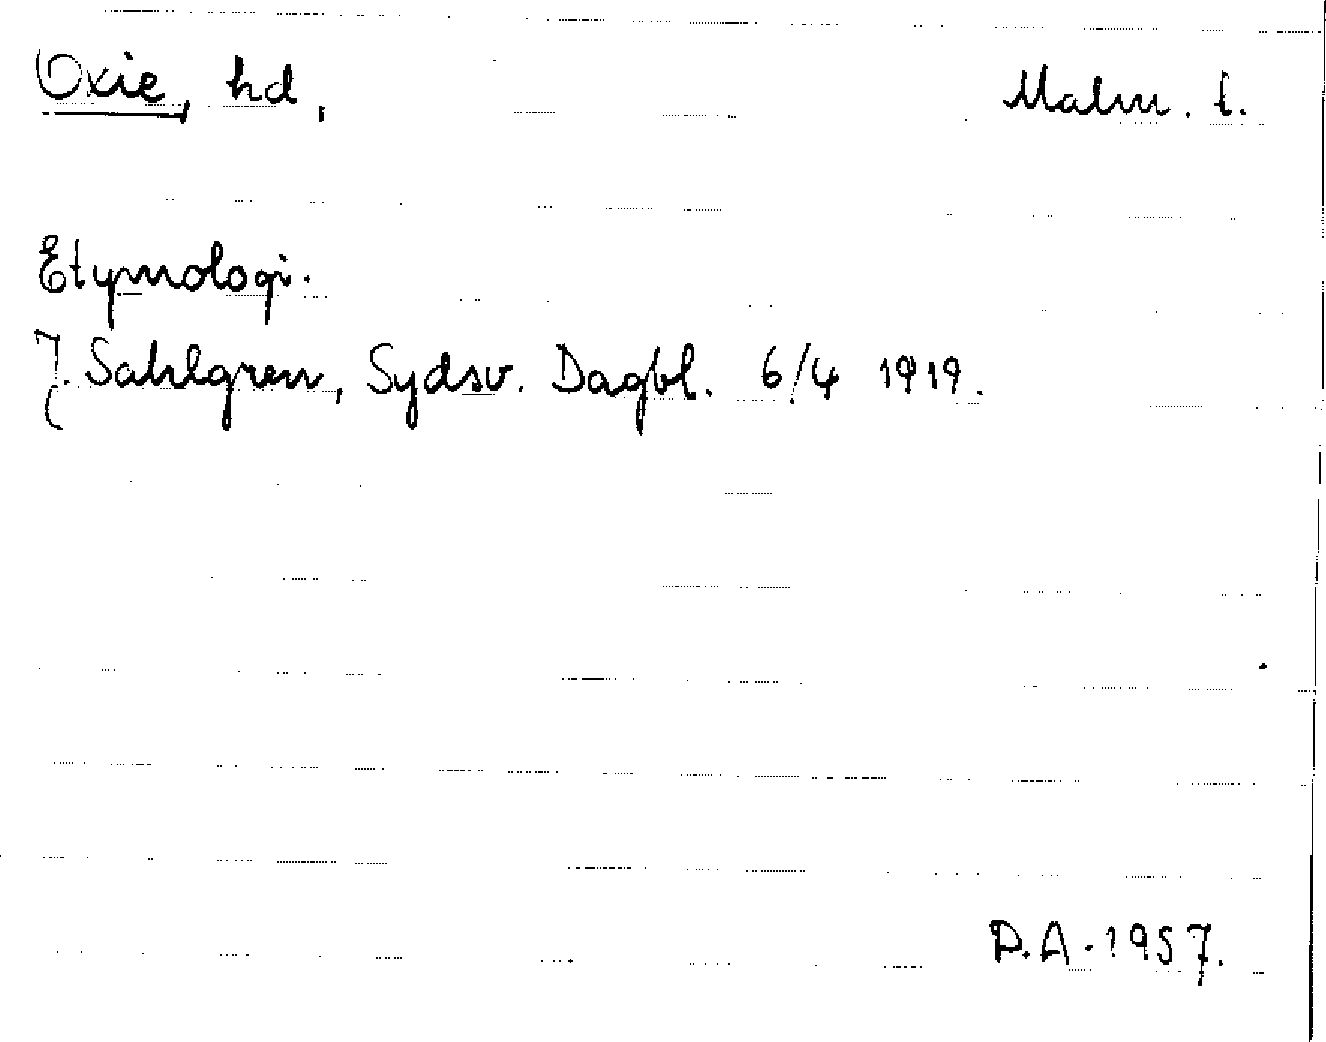 Oxie, hd, Malm. l.
Etymologi.
J. Sahlgren, Sydsv. Dagbl. 6/4 1919.
P.A. 1957.